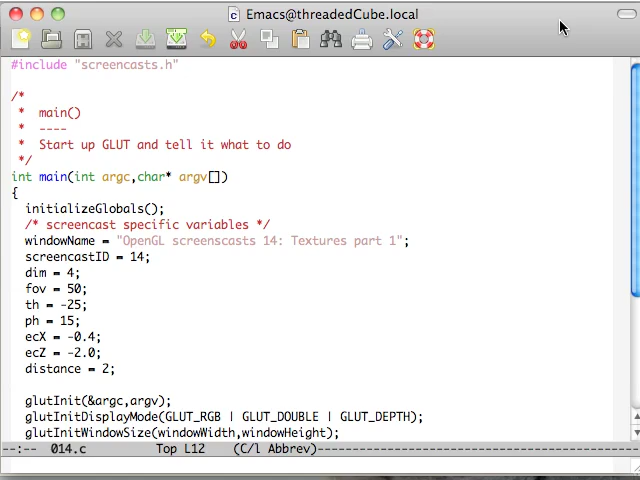 Emacs@threadedCube.local
#include "screencasts.h"
/*
 *  main()
 *  ----
 *  Start up GLUT and tell it what to do
 */
int main(int argc,char* argv[])
{
  initializeGlobals();
  /* screencast specific variables */
  windowName = "OpenGL screenscasts 14: Textures part 1";
  screencastID = 14;
  dim = 4;
  fov = 50;
  th = -25;
  ph = 15;
  ecX = -0.4;
  ecZ = -2.0;
  distance = 2;
  glutInit(&argc,argv);
  glutInitDisplayMode(GLUT_RGB | GLUT_DOUBLE | GLUT_DEPTH);
  glutInitWindowSize(windowWidth,windowHeight);
--:--  014.c          Top L12    (C/l Abbrev)--------------------------------------------